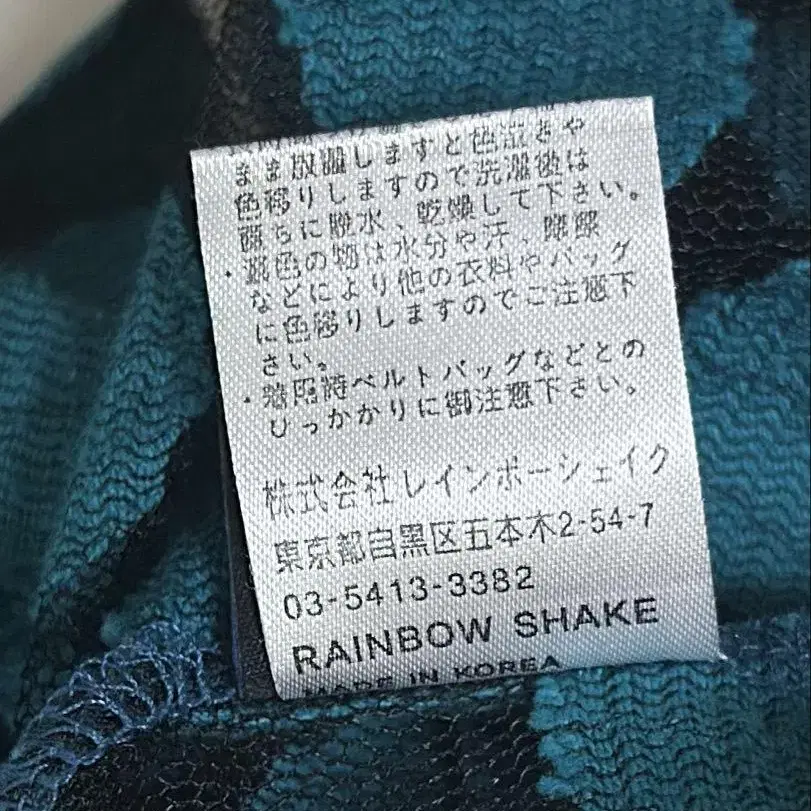 まま放置しますと色泣きや
色移りしますので洗濯後は
直ちに脱水、乾燥して下さい。
・濃色の物は水分や汗、摩擦
などにより他の衣料やバッグ
に色移りしますのでご注意下
さい。
・着用時ベルトバッグなどとの
ひっかかりに御注意下さい。
株式会社レインボーシェイク
東京都目黒区五本木2-54-7
03-5413-3382
RAINBOW SHAKE
MADE IN KOREA